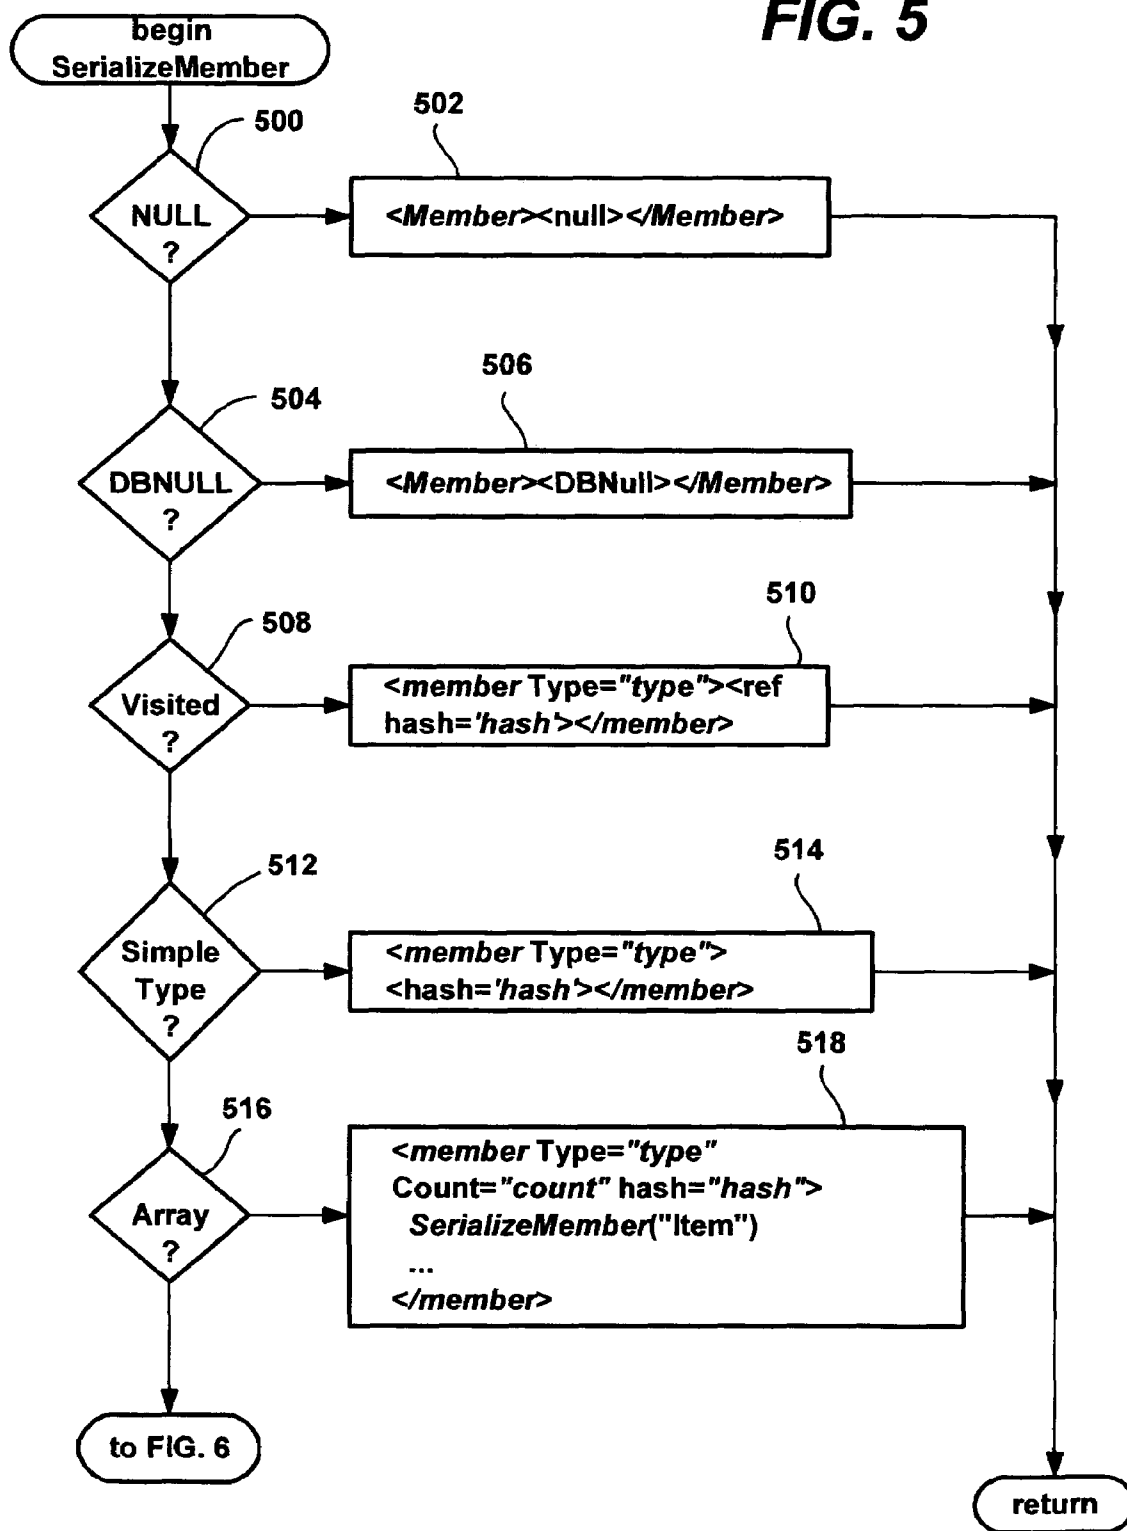 FIG. 5
begin
SerializeMember
500
502
NULL
?
<Member><null></Member>
504
506
DBNULL
?
<Member><DBNull></Member>
508
510
Visited
?
<member Type="type"><ref
hash='hash'></member>
512
514
Simple
Type
?
<member Type="type">
<hash='hash'></member>
516
518
Array
?
<member Type="type"
Count="count" hash="hash">
SerializeMember("Item")
...
</member>
to FIG. 6
return